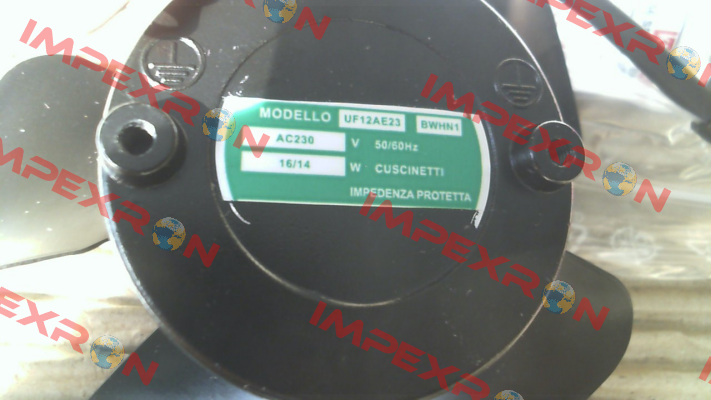 MODELLO UF12AE23 BWHN1
AC230 V 50/60Hz
16/14 W CUSCINETTI
IMPEDENZA PROTETTA
IMPEXRON
IMPEXRON
IMPEXRON
IMPEXRON
IMPEXRON
IMPEXRON